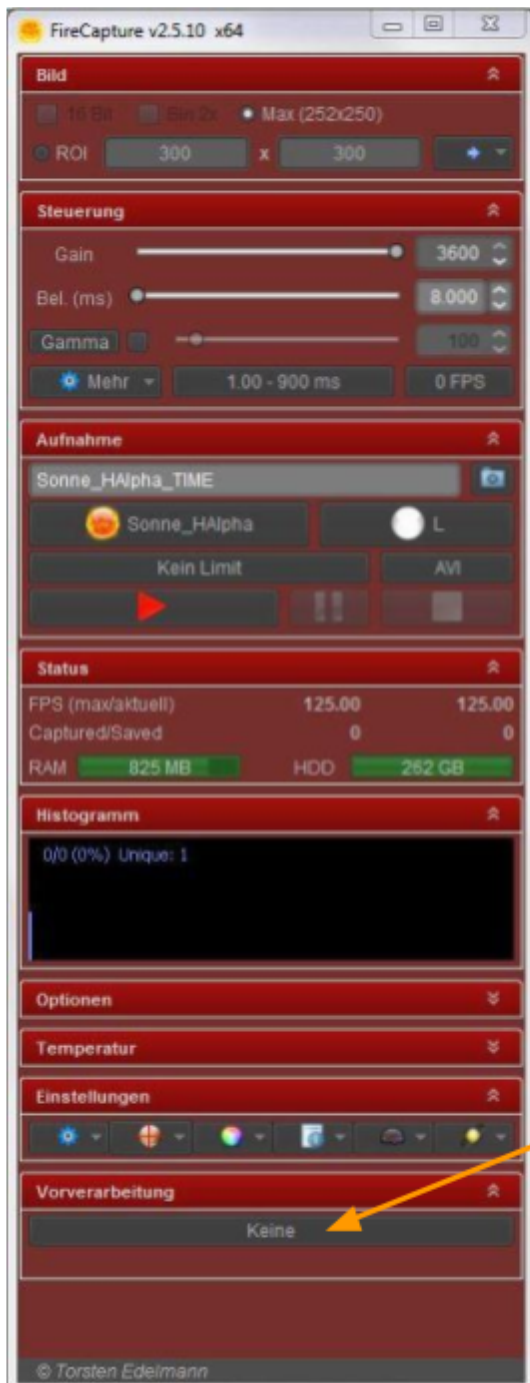 FireCapture v2.5.10 x64
Bild
16 Bit Bin 2x Max (252x250)
ROI 300 x 300
Steuerung
Gain 3600
Bel. (ms) 8.000
Gamma 100
Mehr 1.00 - 900 ms 0 FPS
Aufnahme
Sonne_HAlpha_TIME
Sonne_HAlpha L
Kein Limit AVI
Status
FPS (max/aktuell) 125.00 125.00
Captured/Saved 0 0
RAM 825 MB HDD 262 GB
Histogramm
0/0 (0%) Unique: 1
Optionen
Temperatur
Einstellungen
Vorverarbeitung
Keine
© Torsten Edelmann